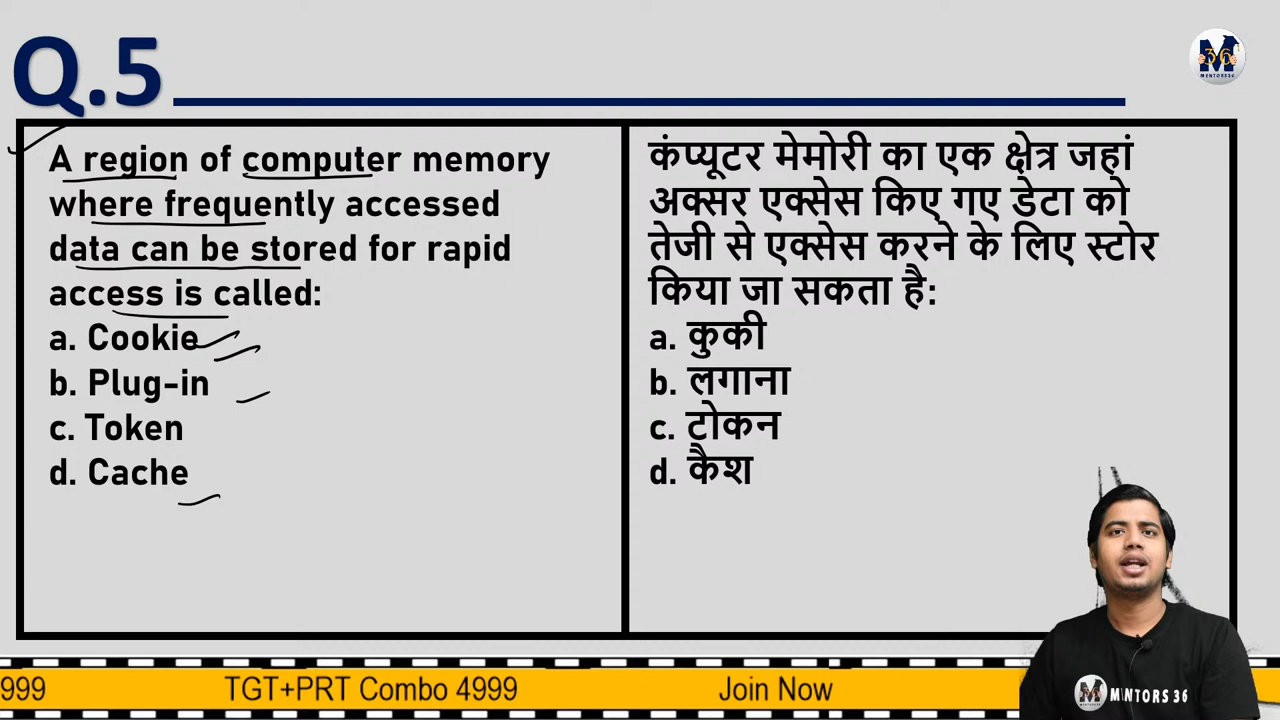 Q.5
MENTORS36
A region of computer memory
where frequently accessed
data can be stored for rapid
access is called:
a. Cookie
b. Plug-in
c. Token
d. Cache
कंप्यूटर मेमोरी का एक क्षेत्र जहां
अक्सर एक्सेस किए गए डेटा को
तेजी से एक्सेस करने के लिए स्टोर
किया जा सकता है:
a. कुकी
b. लगाना
c. टोकन
d. कैश
999 TGT+PRT Combo 4999 Join Now
MENTORS 36